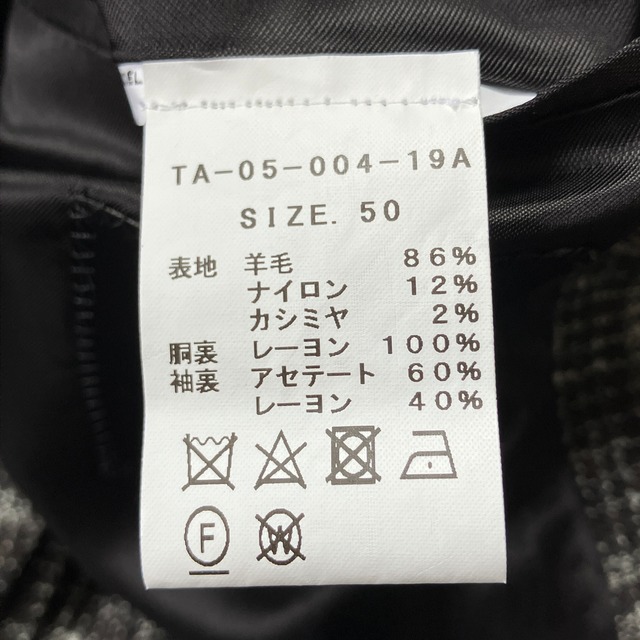 TA-05-004-19A
SIZE. 50
表地 羊毛 86%
ナイロン 12%
カシミヤ 2%
胴裏 レーヨン 100%
袖裏 アセテート 60%
レーヨン 40%
F
W